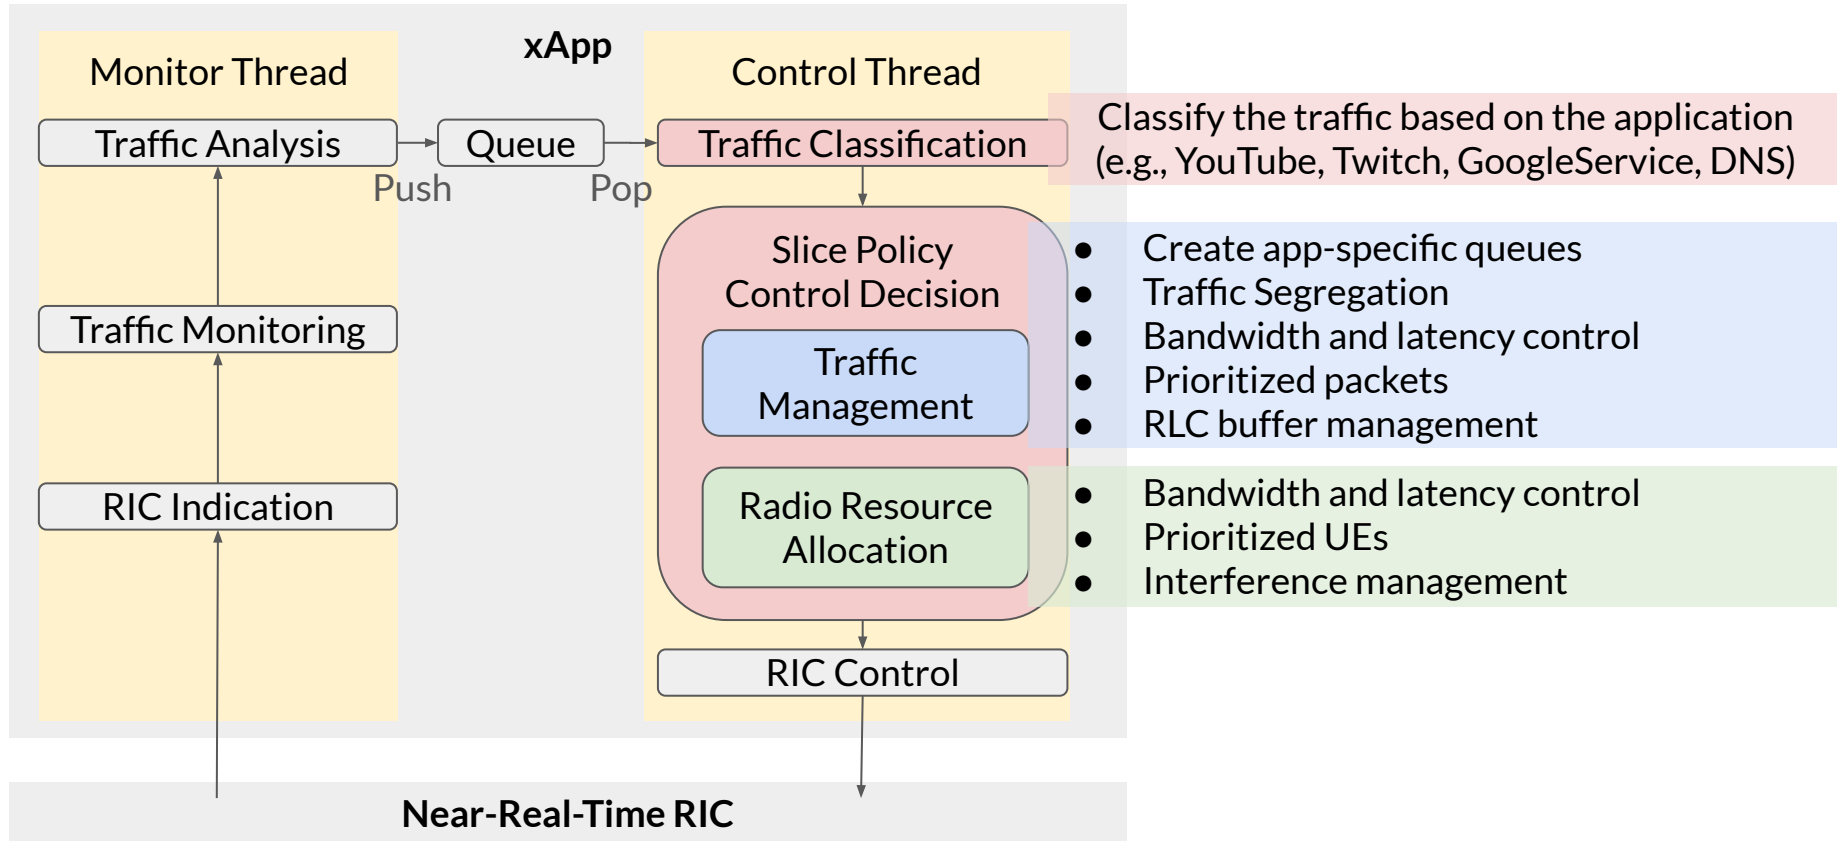 xApp
Monitor Thread
Traffic Analysis
Push
Queue
Pop
Traffic Monitoring
RIC Indication
Control Thread
Traffic Classification
Classify the traffic based on the application
(e.g., YouTube, Twitch, GoogleService, DNS)
Slice Policy
Control Decision
Traffic
Management
● Create app-specific queues
● Traffic Segregation
● Bandwidth and latency control
● Prioritized packets
● RLC buffer management
Radio Resource
Allocation
● Bandwidth and latency control
● Prioritized UEs
● Interference management
RIC Control
Near-Real-Time RIC